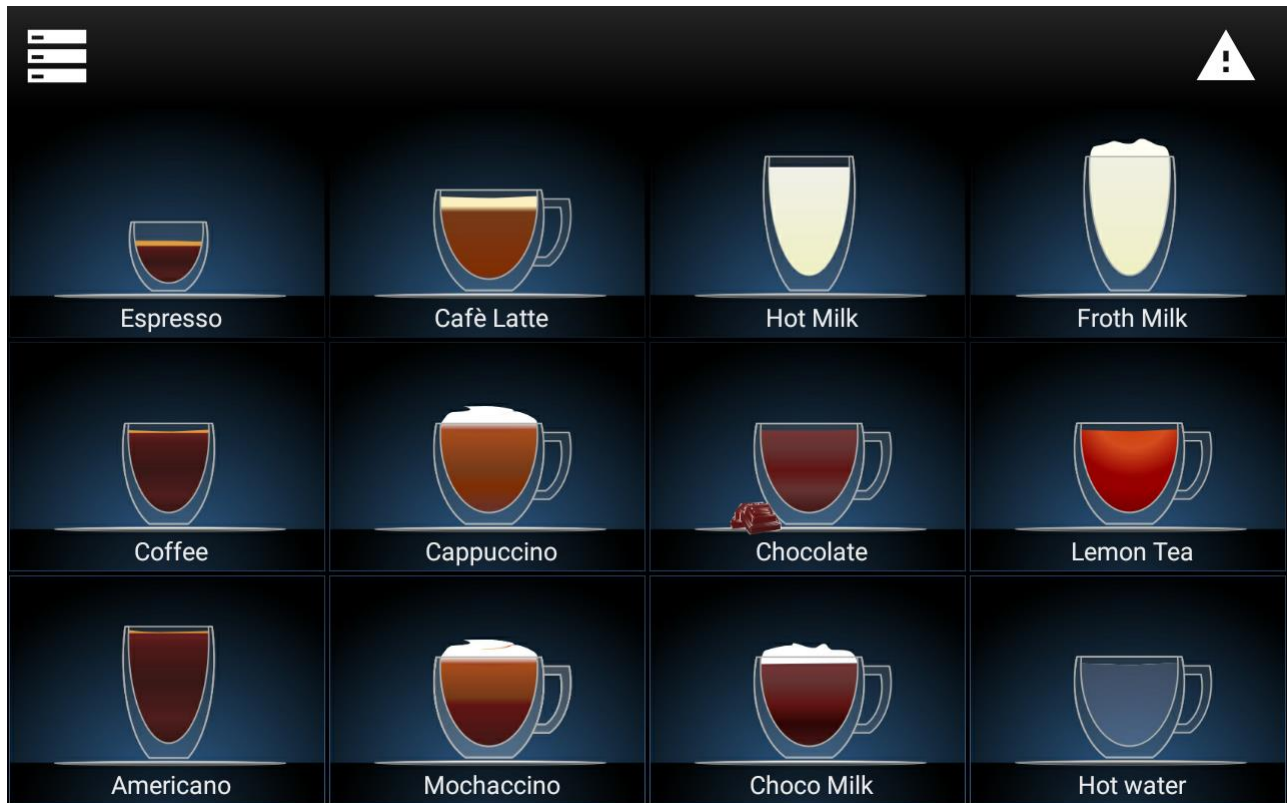 Espresso
Cafè Latte
Hot Milk
Froth Milk
Coffee
Cappuccino
Chocolate
Lemon Tea
Americano
Mochaccino
Choco Milk
Hot water